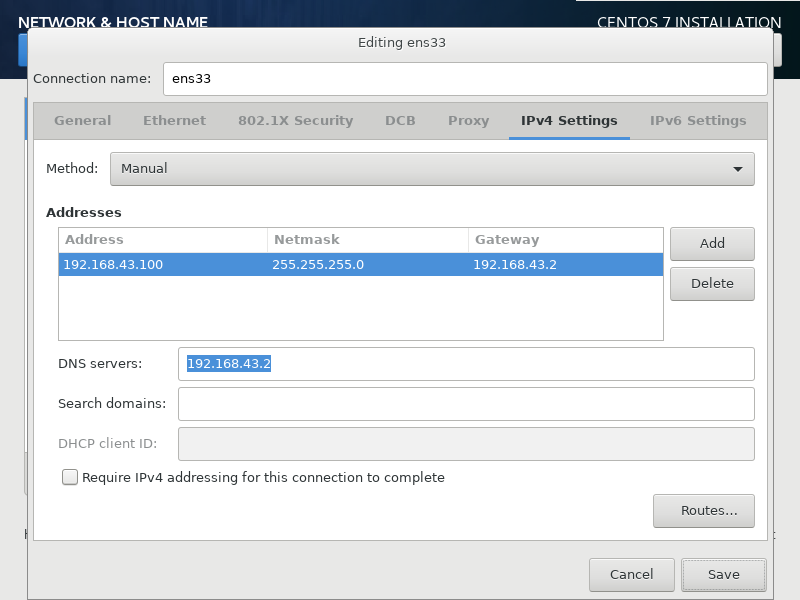 NETWORK & HOST NAME
CENTOS 7 INSTALLATION
Editing ens33
Connection name: ens33
General Ethernet 802.1X Security DCB Proxy IPv4 Settings IPv6 Settings
Method: Manual
Addresses
Address Netmask Gateway
192.168.43.100 255.255.255.0 192.168.43.2
Add
Delete
DNS servers: 192.168.43.2
Search domains:
DHCP client ID:
Require IPv4 addressing for this connection to complete
Routes...
Cancel Save